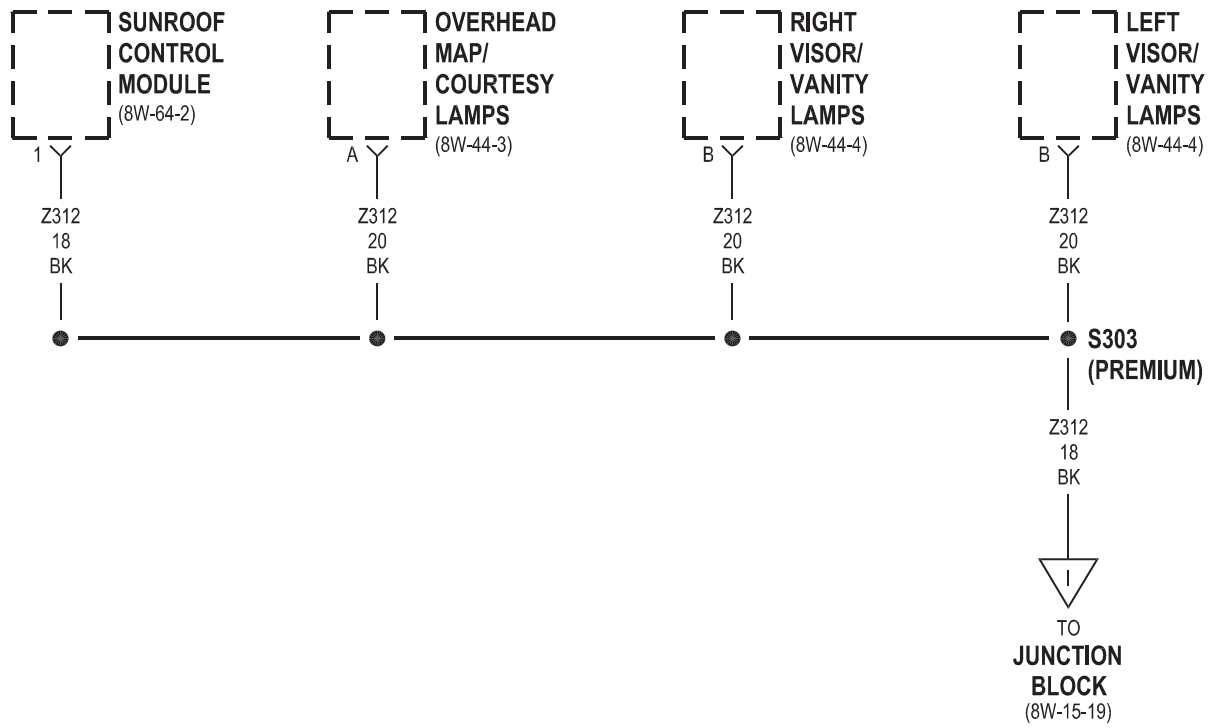 SUNROOF
CONTROL
MODULE
(8W-64-2)
OVERHEAD
MAP/
COURTESY
LAMPS
(8W-44-3)
RIGHT
VISOR/
VANITY
LAMPS
(8W-44-4)
LEFT
VISOR/
VANITY
LAMPS
(8W-44-4)
1
A
B
B
Z312
18
BK
Z312
20
BK
Z312
20
BK
Z312
20
BK
S303
(PREMIUM)
Z312
18
BK
I
TO
JUNCTION
BLOCK
(8W-15-19)